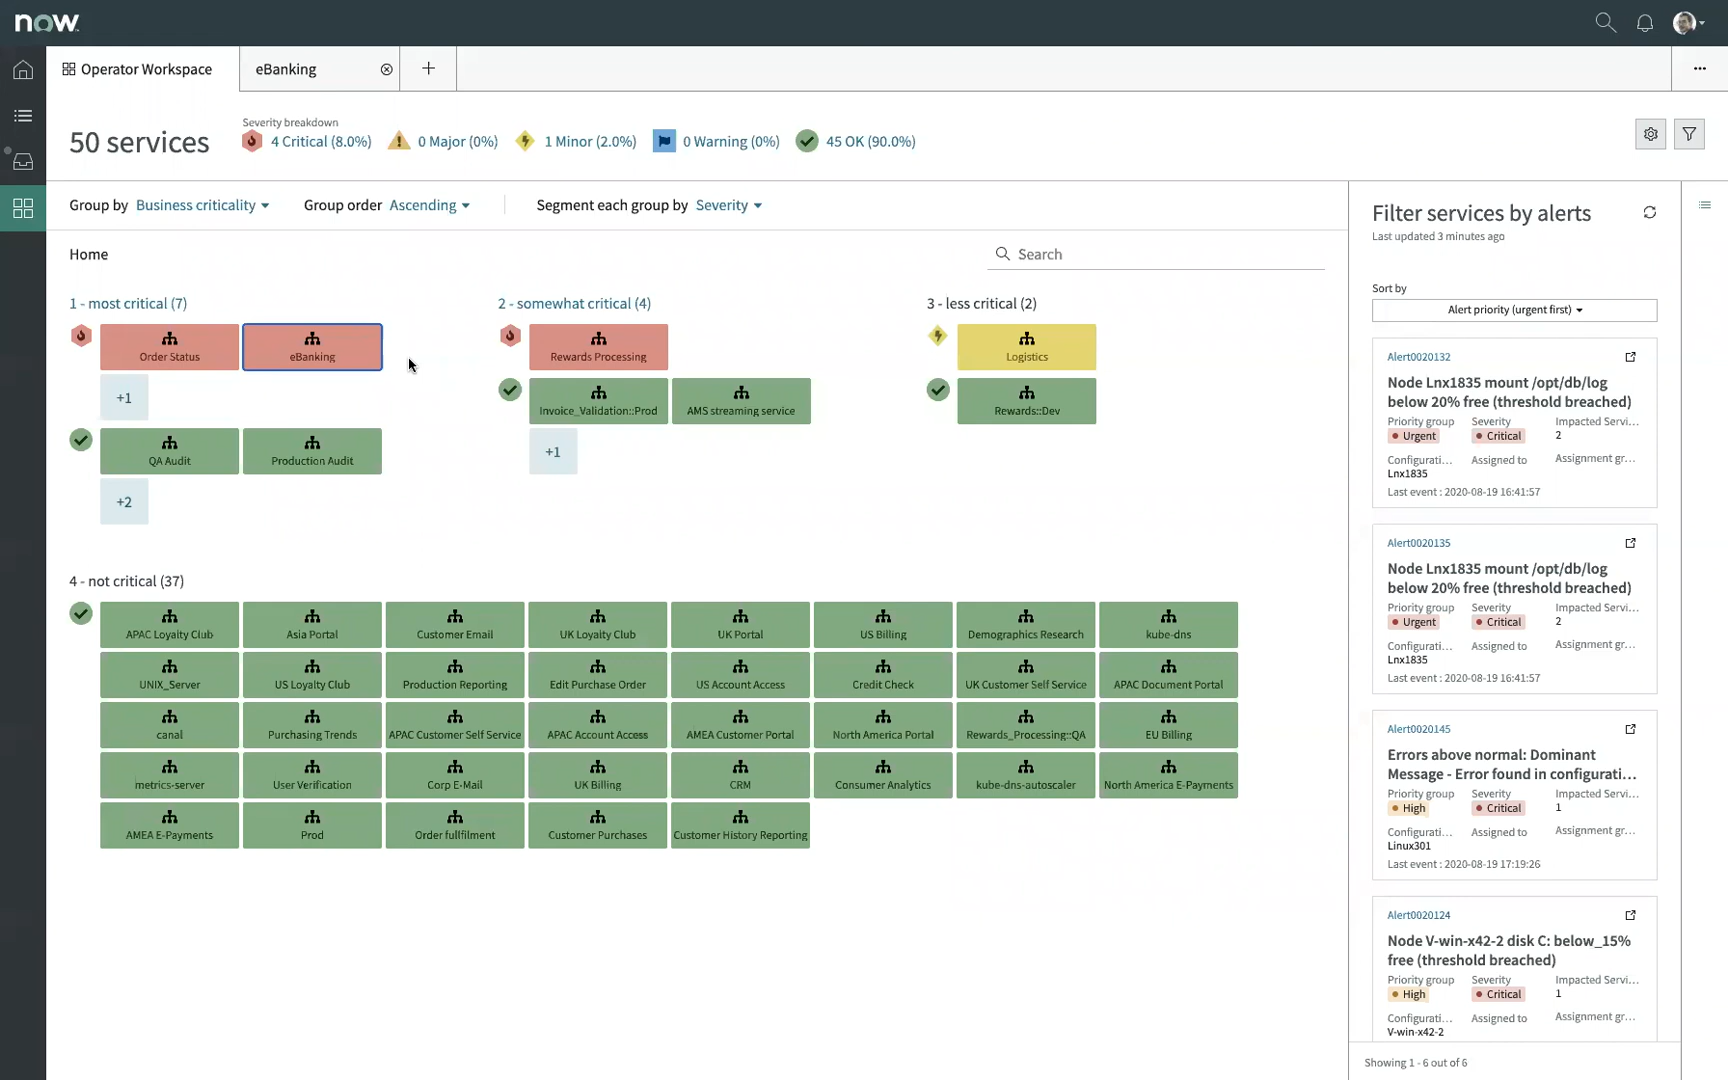 now
Operator Workspace
eBanking
50 services
Severity breakdown
4 Critical (8.0%)
0 Major (0%)
1 Minor (2.0%)
0 Warning (0%)
45 OK (90.0%)
Group by Business criticality
Group order Ascending
Segment each group by Severity
Home
Search
1 - most critical (7)
Order Status
eBanking
+1
QA Audit
Production Audit
+2
2 - somewhat critical (4)
Rewards Processing
Invoice_Validation::Prod
AMS streaming service
+1
3 - less critical (2)
Logistics
Rewards::Dev
4 - not critical (37)
APAC Loyalty Club
Asia Portal
Customer Email
UK Loyalty Club
UK Portal
US Billing
Demographics Research
kube-dns
UNIX_Server
US Loyalty Club
Production Reporting
Edit Purchase Order
US Account Access
Credit Check
UK Customer Self Service
APAC Document Portal
canal
Purchasing Trends
APAC Customer Self Service
APAC Account Access
AMEA Customer Portal
North America Portal
Rewards_Processing::QA
EU Billing
metrics-server
User Verification
Corp E-Mail
UK Billing
CRM
Consumer Analytics
kube-dns-autoscaler
North America E-Payments
AMEA E-Payments
Prod
Order fullfilment
Customer Purchases
Customer History Reporting
Filter services by alerts
Last updated 3 minutes ago
Sort by
Alert priority (urgent first)
Alert0020132
Node Lnx1835 mount /opt/db/log
below 20% free (threshold breached)
Priority group Severity Impacted Servi...
Urgent Critical 2
Configurati... Assigned to Assignment gr...
Lnx1835
Last event : 2020-08-19 16:41:57
Alert0020135
Node Lnx1835 mount /opt/db/log
below 20% free (threshold breached)
Priority group Severity Impacted Servi...
Urgent Critical 2
Configurati... Assigned to Assignment gr...
Lnx1835
Last event : 2020-08-19 16:41:57
Alert0020145
Errors above normal: Dominant
Message - Error found in configurati...
Priority group Severity Impacted Servi...
High Critical 1
Configurati... Assigned to Assignment gr...
Linux301
Last event : 2020-08-19 17:19:26
Alert0020124
Node V-win-x42-2 disk C: below_15%
free (threshold breached)
Priority group Severity Impacted Servi...
High Critical 1
Configurati... Assigned to Assignment gr...
V-win-x42-2
Showing 1 - 6 out of 6